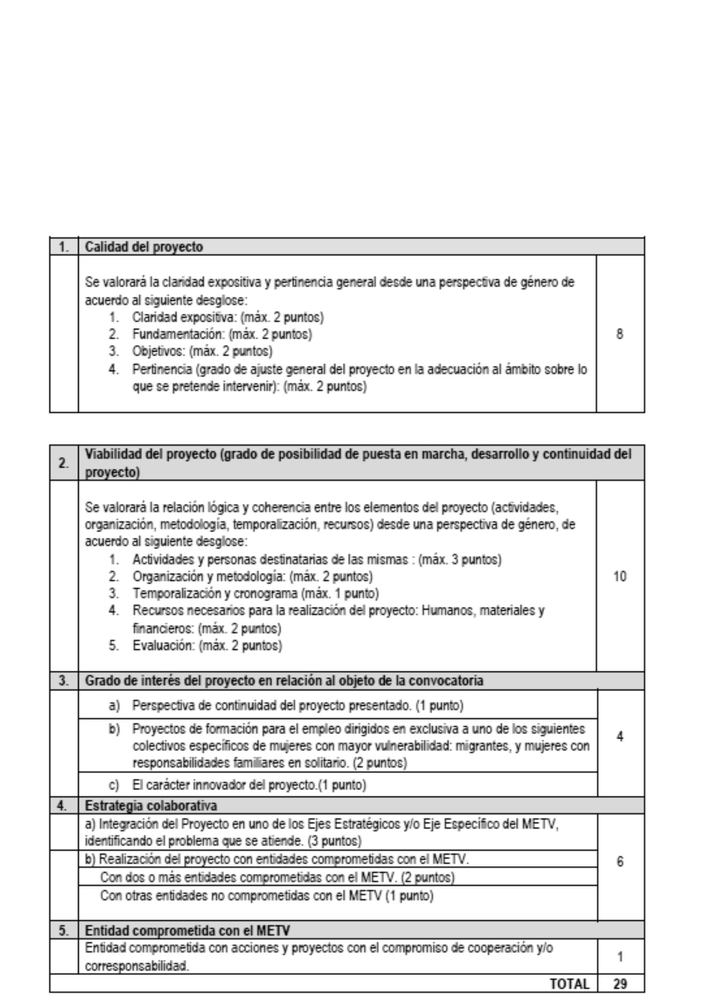 1. Calidad del proyecto
Se valorará la claridad expositiva y pertinencia general desde una perspectiva de género de
acuerdo al siguiente desglose:
1. Claridad expositiva: (máx. 2 puntos)
2. Fundamentación: (máx. 2 puntos)
3. Objetivos: (máx. 2 puntos)
4. Pertinencia (grado de ajuste general del proyecto en la adecuación al ámbito sobre lo
que se pretende intervenir): (máx. 2 puntos)
8
2. Viabilidad del proyecto (grado de posibilidad de puesta en marcha, desarrollo y continuidad del
proyecto)
Se valorará la relación lógica y coherencia entre los elementos del proyecto (actividades,
organización, metodología, temporalización, recursos) desde una perspectiva de género, de
acuerdo al siguiente desglose:
1. Actividades y personas destinatarias de las mismas : (máx. 3 puntos)
2. Organización y metodología: (máx. 2 puntos)
3. Temporalización y cronograma (máx. 1 punto)
4. Recursos necesarios para la realización del proyecto: Humanos, materiales y
financieros: (máx. 2 puntos)
5. Evaluación: (máx. 2 puntos)
10
3. Grado de interés del proyecto en relación al objeto de la convocatoria
a) Perspectiva de continuidad del proyecto presentado. (1 punto)
b) Proyectos de formación para el empleo dirigidos en exclusiva a uno de los siguientes
colectivos específicos de mujeres con mayor vulnerabilidad: migrantes, y mujeres con
responsabilidades familiares en solitario. (2 puntos)
c) El carácter innovador del proyecto.(1 punto)
4
4. Estrategia colaborativa
a) Integración del Proyecto en uno de los Ejes Estratégicos y/o Eje Específico del METV,
identificando el problema que se atiende. (3 puntos)
b) Realización del proyecto con entidades comprometidas con el METV.
Con dos o más entidades comprometidas con el METV. (2 puntos)
Con otras entidades no comprometidas con el METV (1 punto)
6
5. Entidad comprometida con el METV
Entidad comprometida con acciones y proyectos con el compromiso de cooperación y/o
corresponsabilidad.
1
TOTAL 29